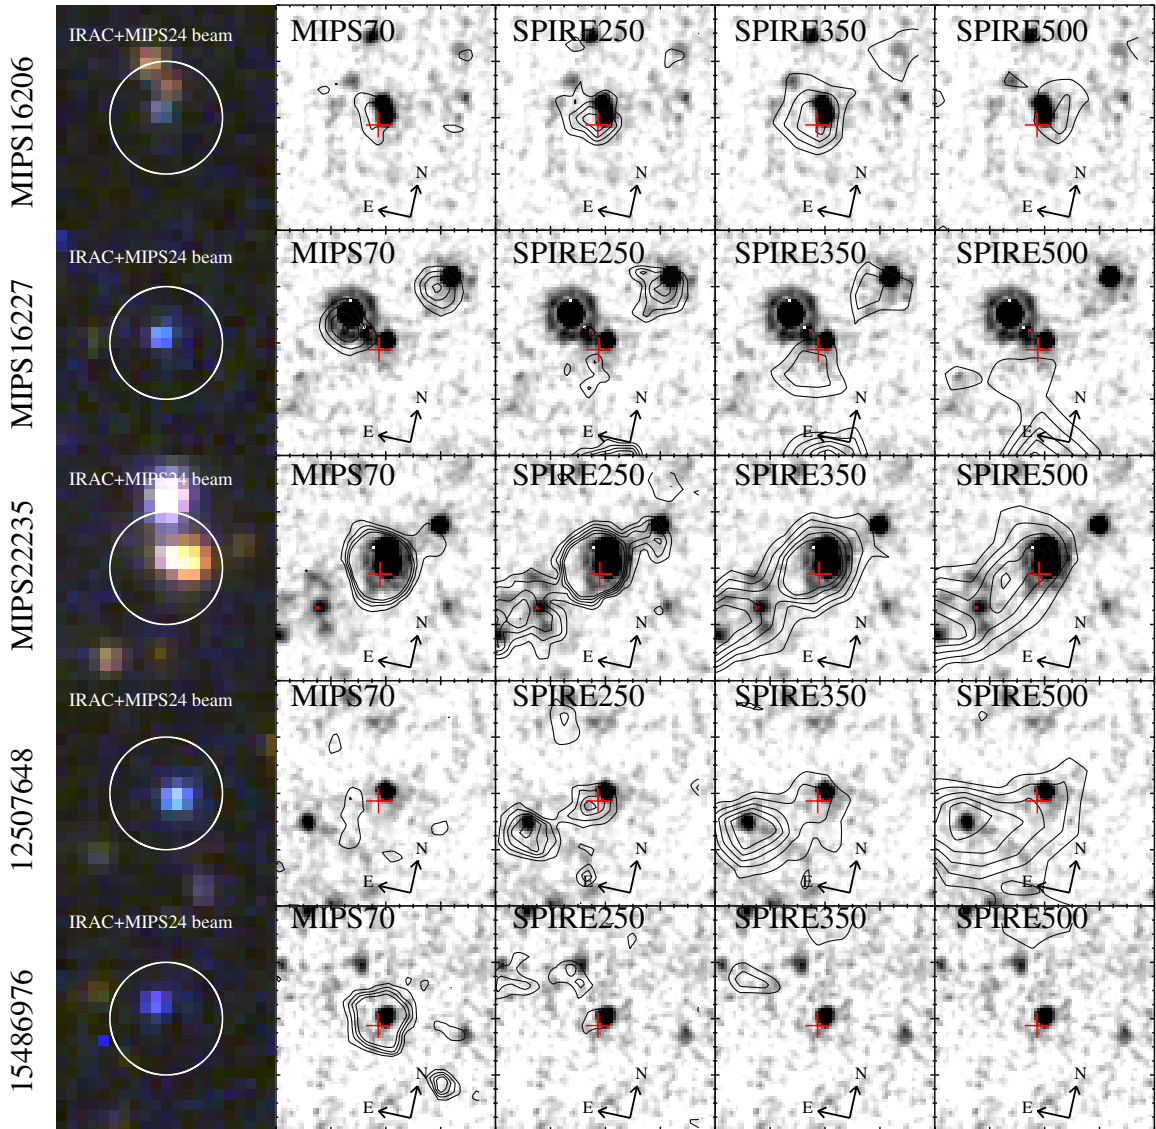 MIPS16206
IRAC+MIPS24 beam
MIPS70
SPIRE250
SPIRE350
SPIRE500
N
E
N
E
N
E
N
E
MIPS16227
IRAC+MIPS24 beam
MIPS70
SPIRE250
SPIRE350
SPIRE500
N
E
N
E
N
E
N
E
MIPS22235
IRAC+MIPS24 beam
MIPS70
SPIRE250
SPIRE350
SPIRE500
N
E
N
E
N
E
N
E
12507648
IRAC+MIPS24 beam
MIPS70
SPIRE250
SPIRE350
SPIRE500
N
E
N
E
N
E
N
E
15486976
IRAC+MIPS24 beam
MIPS70
SPIRE250
SPIRE350
SPIRE500
N
E
N
E
N
E
N
E